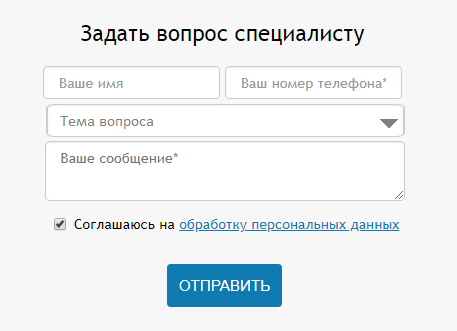 Задать вопрос специалисту
Ваше имя Ваш номер телефона*
Тема вопроса
Ваше сообщение*
Соглашаюсь на обработку персональных данных
ОТПРАВИТЬ